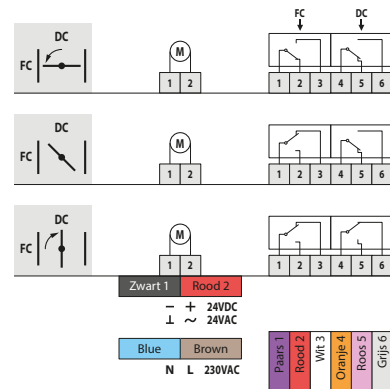 FC DC
DC
FC
M
1 2 1 2 3 4 5 6
DC
FC
M
1 2 1 2 3 4 5 6
DC
FC
M
1 2 1 2 3 4 5 6
Zwart 1 Rood 2
− + 24VDC
⊥ ~ 24VAC
Blue Brown
N L 230VAC
Paars 1
Rood 2
Wit 3
Oranje 4
Roos 5
Grijs 6